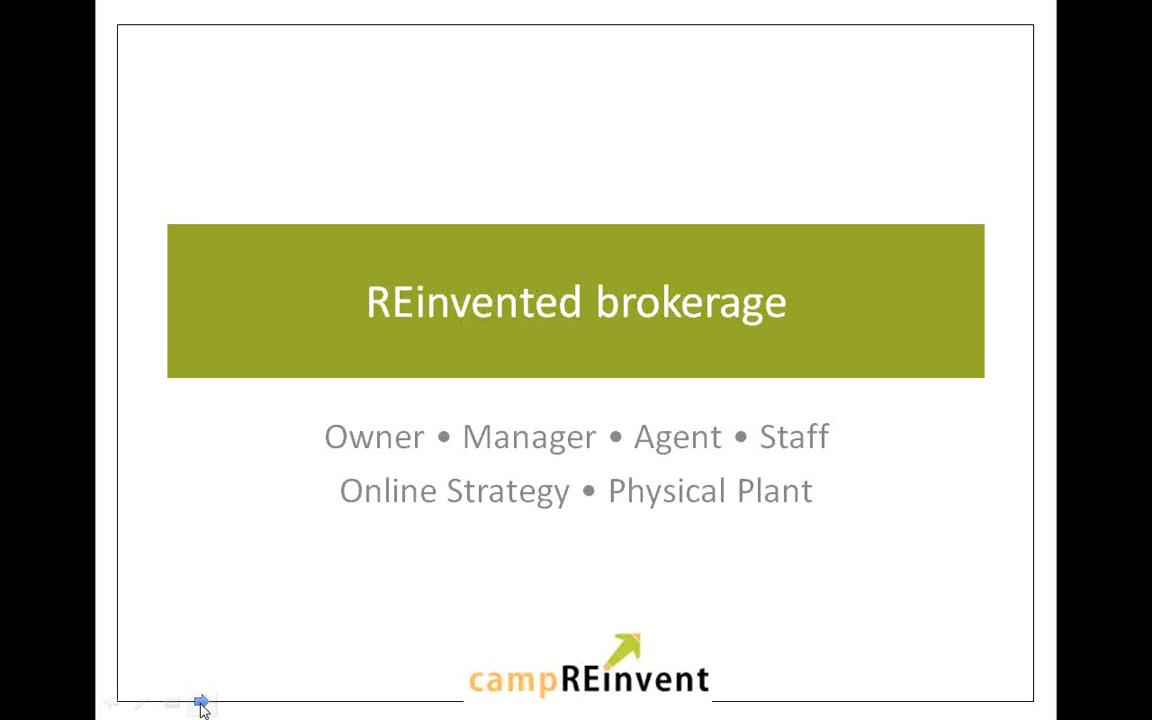 REinvented brokerage
Owner • Manager • Agent • Staff
Online Strategy • Physical Plant
campREinvent